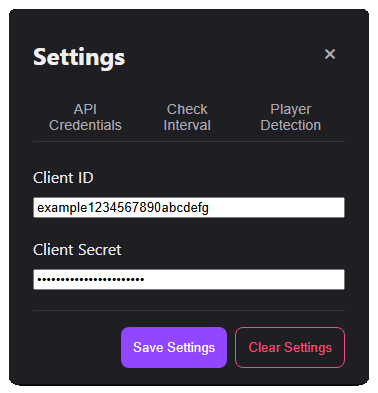 Settings ×
API Check Player
Credentials Interval Detection
Client ID
example1234567890abcdefg
Client Secret
•••••••••••••••••••••••
Save Settings Clear Settings